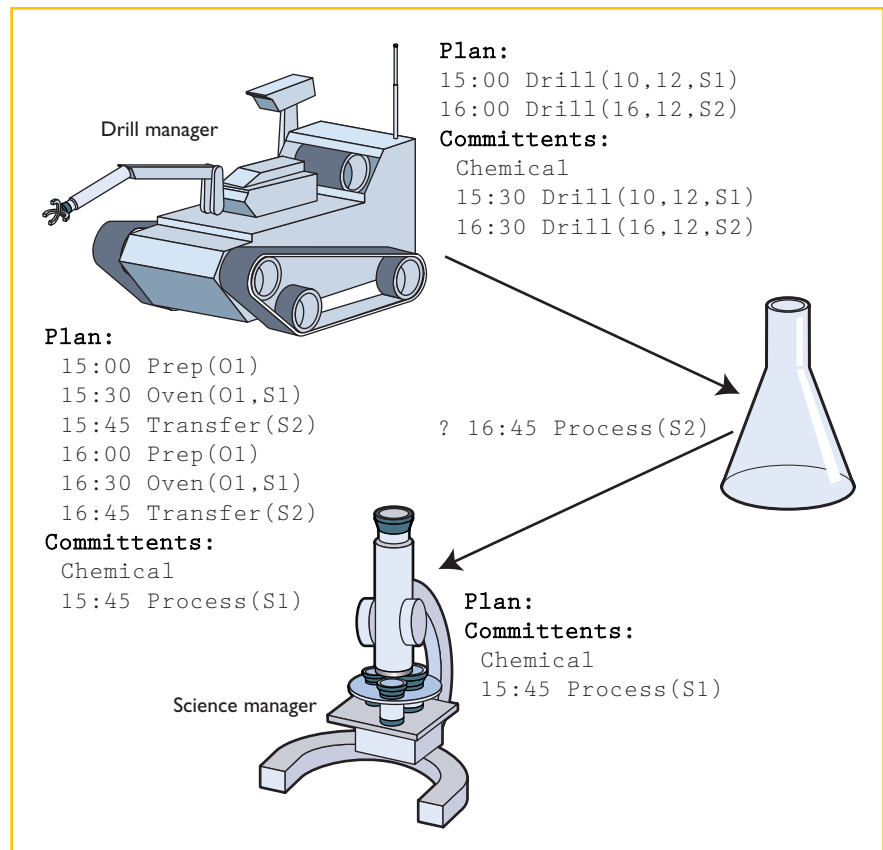 Plan:
15:00 Drill(10,12,S1)
16:00 Drill(16,12,S2)
Committents:
Chemical
15:30 Drill(10,12,S1)
16:30 Drill(16,12,S2)
Drill manager
Plan:
15:00 Prep(O1)
15:30 Oven(O1,S1)
15:45 Transfer(S2)
16:00 Prep(O1)
16:30 Oven(O1,S1)
16:45 Transfer(S2)
Committents:
Chemical
15:45 Process(S1)
? 16:45 Process(S2)
Plan:
Committents:
Chemical
15:45 Process(S1)
Science manager